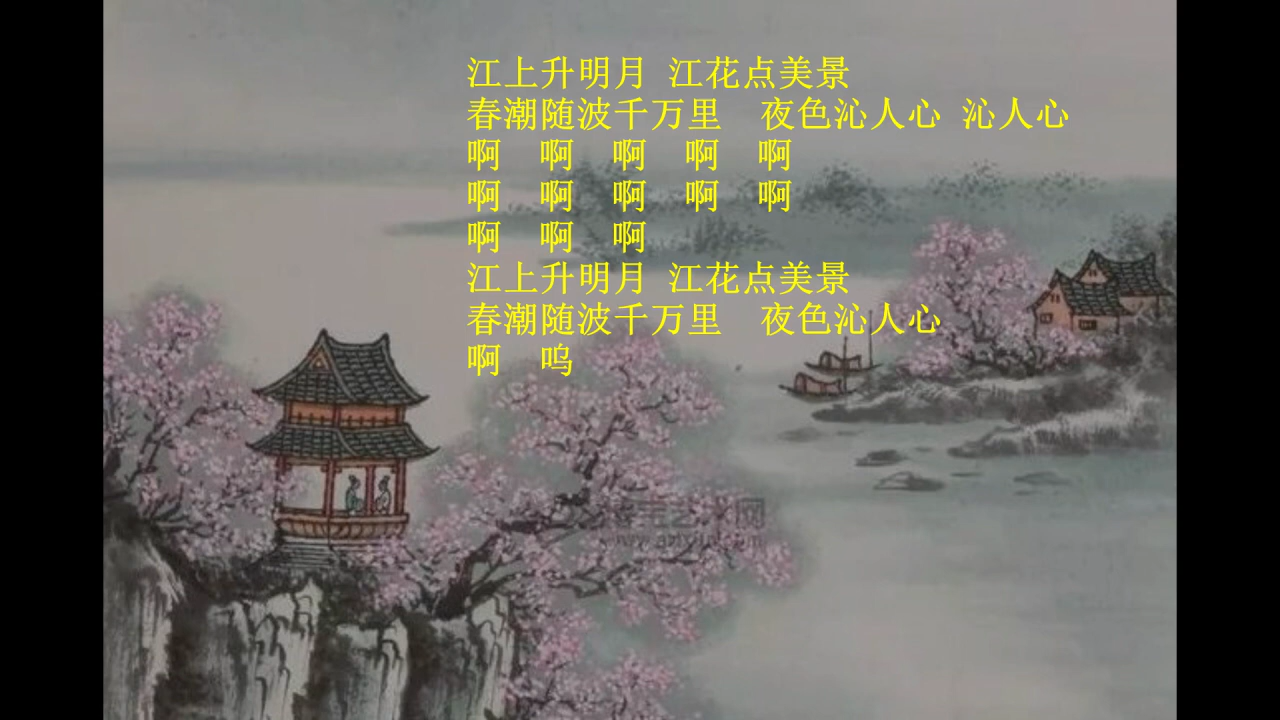 江上升明月 江花点美景
春潮随波千万里 夜色沁人心 沁人心
啊 啊 啊 啊 啊
啊 啊 啊 啊 啊
啊 啊 啊
江上升明月 江花点美景
春潮随波千万里 夜色沁人心
啊 呜